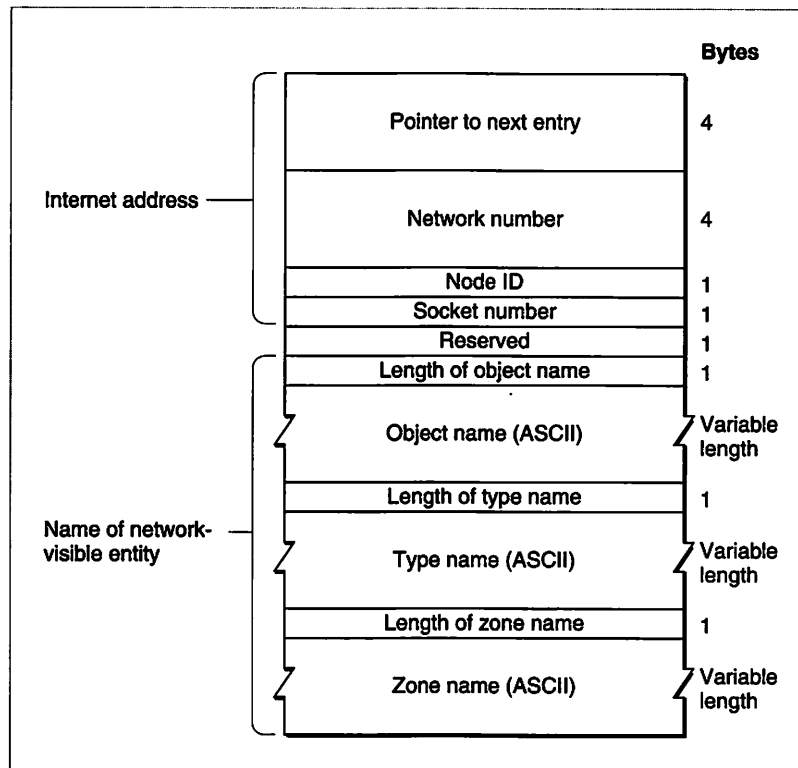 Bytes
Pointer to next entry 4
Internet address
Network number 4
Node ID 1
Socket number 1
Reserved 1
Length of object name 1
Object name (ASCII) Variable
length
Length of type name 1
Name of network-
visible entity
Type name (ASCII) Variable
length
Length of zone name 1
Zone name (ASCII) Variable
length